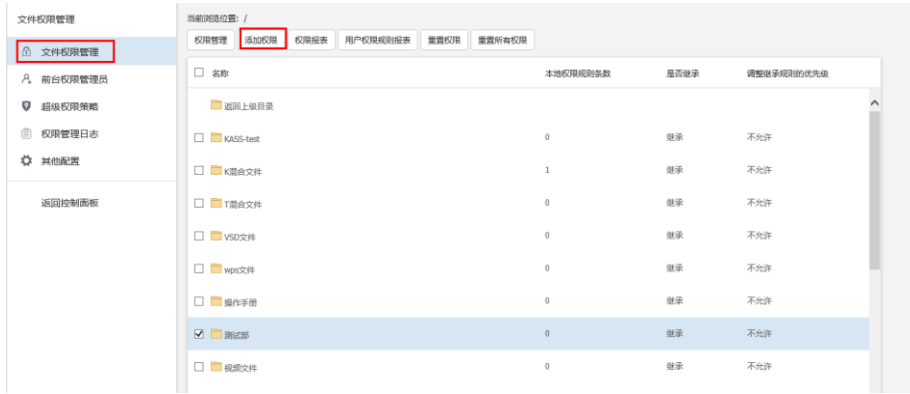 文件权限管理
文件权限管理
前台权限管理员
超级权限策略
权限管理日志
其他配置
返回控制面板
当前浏览位置: /
权限管理 添加权限 权限报表 用户权限规则报表 重置权限 重置所有权限
名称 本地权限规则条数 是否继承 调整继承规则的优先级
返回上级目录
KASS-test 0 继承 不允许
K混合文件 1 继承 不允许
T混合文件 0 继承 不允许
VSD文件 0 继承 不允许
wps文件 0 继承 不允许
操作手册 0 继承 不允许
测试部 0 继承 不允许
视频文件 0 继承 不允许